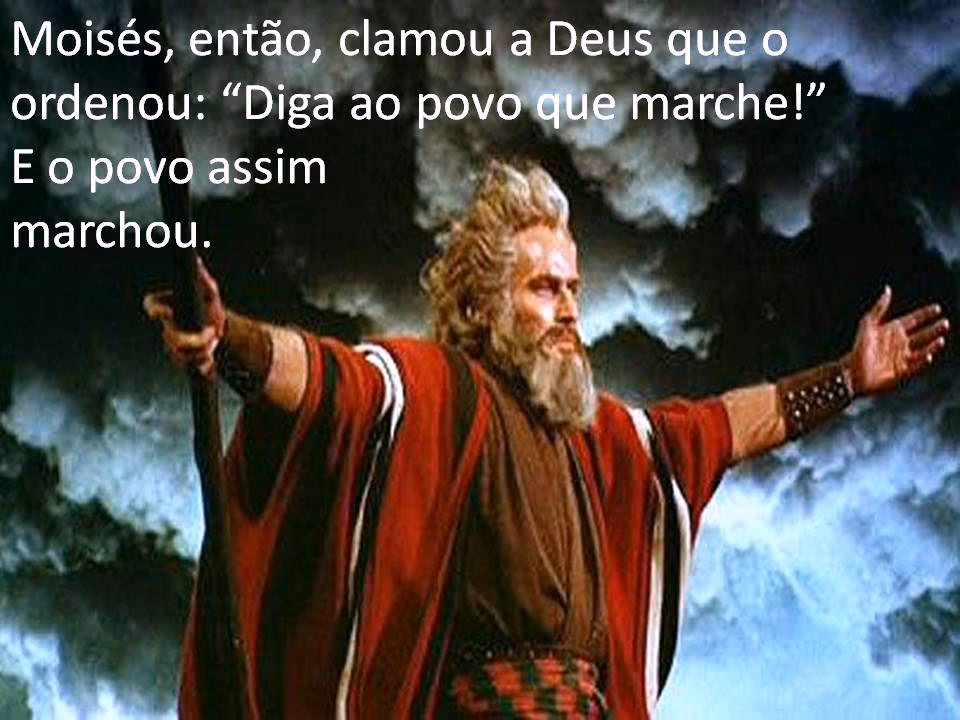 Moisés, então, clamou a Deus que o
ordenou: “Diga ao povo que marche!”
E o povo assim
marchou.